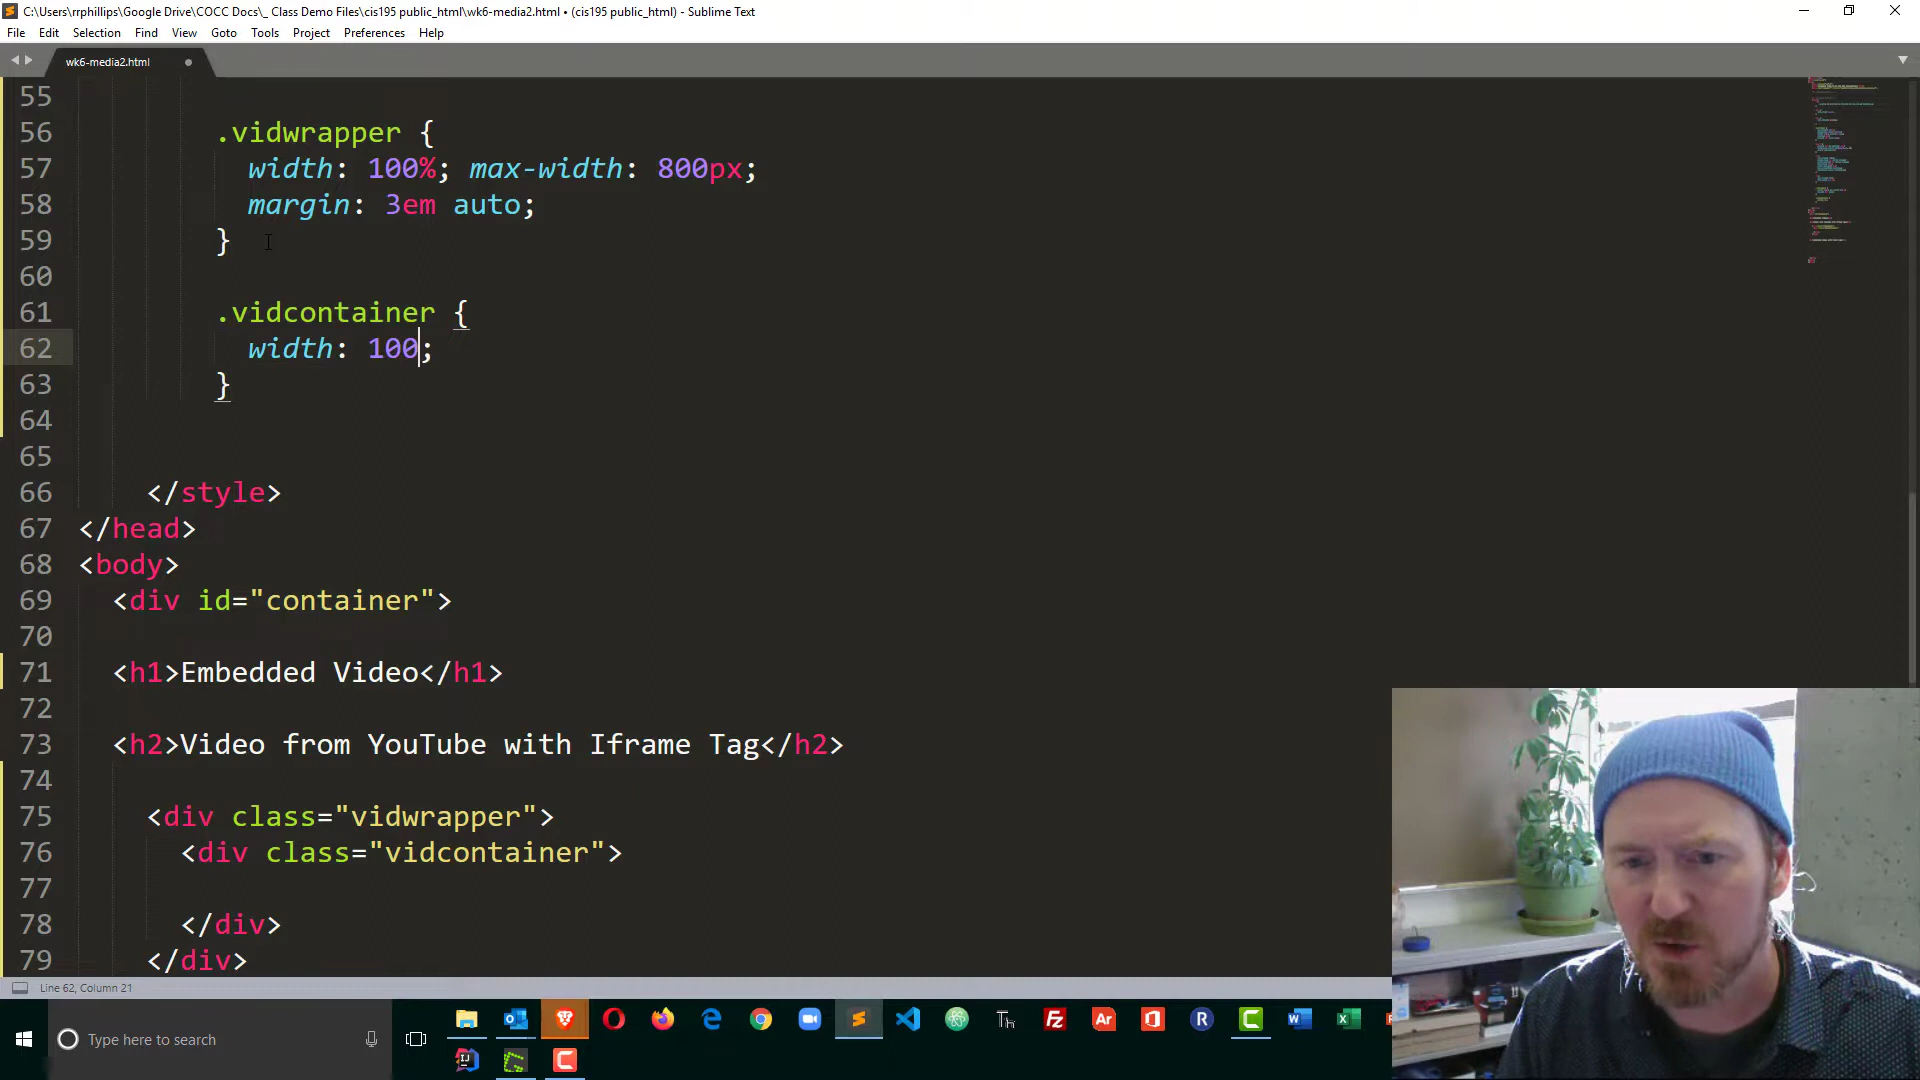 C:\Users\rrphillips\Google Drive\COCC Docs\_ Class Demo Files\cis195 public_html\wk6-media2.html • (cis195 public_html) - Sublime Text
File Edit Selection Find View Goto Tools Project Preferences Help
wk6-media2.html
55
56 .vidwrapper {
57 width: 100%; max-width: 800px;
58 margin: 3em auto;
59 }
60
61 .vidcontainer {
62 width: 100;
63 }
64
65
66 </style>
67 </head>
68 <body>
69 <div id="container">
70
71 <h1>Embedded Video</h1>
72
73 <h2>Video from YouTube with Iframe Tag</h2>
74
75 <div class="vidwrapper">
76 <div class="vidcontainer">
77
78 </div>
79 </div>
Line 62, Column 21
Type here to search